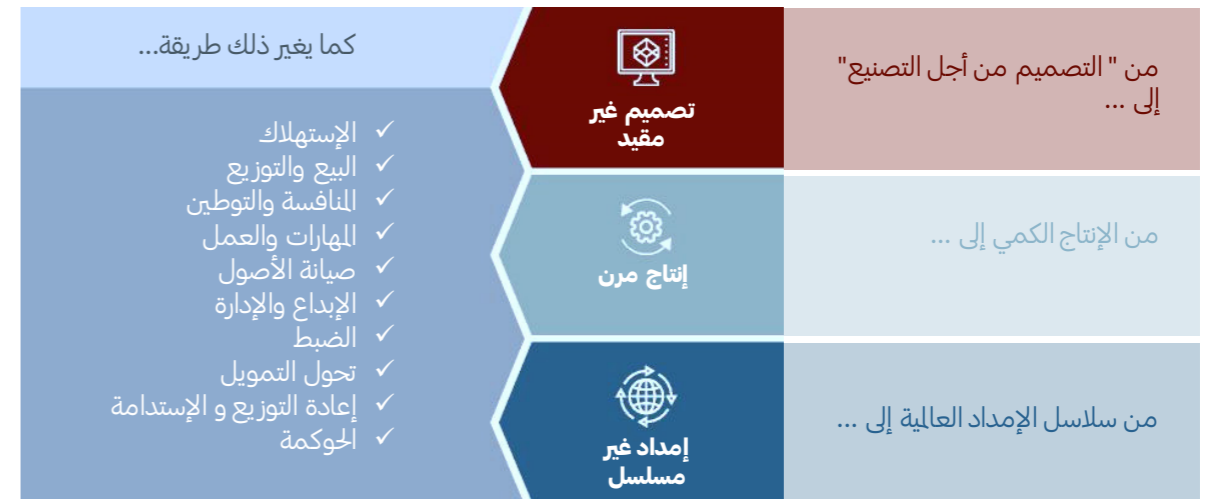 من " التصميم من أجل التصنيع"
إلى ...
تصميم غير
مقيد
من الإنتاج الكمي إلى ...
إنتاج مرن
من سلاسل الإمداد العالمية إلى ...
إمداد غير
مسلسل
كما يغير ذلك طريقة...
✓ الإستهلاك
✓ البيع والتوزيع
✓ المنافسة والتوطين
✓ المهارات والعمل
✓ صيانة الأصول
✓ الإبداع والإدارة
✓ الضبط
✓ تحول التمويل
✓ إعادة التوزيع و الإستدامة
✓ الحوكمة